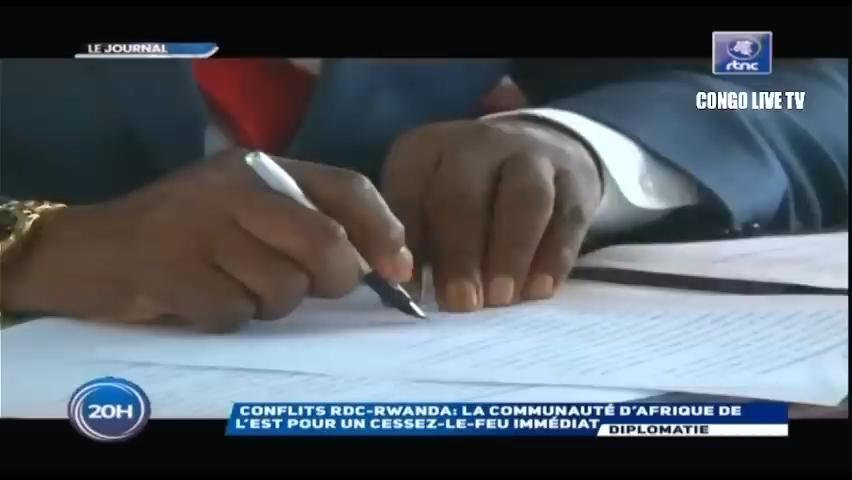 LE JOURNAL
rtnc
CONGO LIVE TV
20H
CONFLITS RDC-RWANDA: LA COMMUNAUTÉ D'AFRIQUE DE
L'EST POUR UN CESSEZ-LE-FEU IMMÉDIAT
DIPLOMATIE